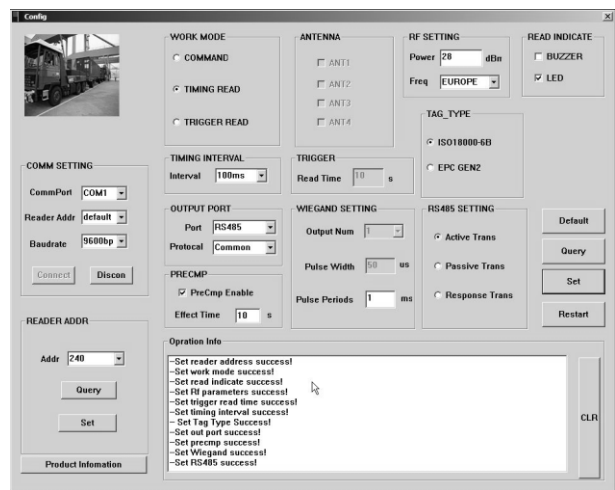 Config
WORK MODE
COMMAND
TIMING READ
TRIGGER READ
ANTENNA
ANT1
ANT2
ANT3
ANT4
RF SETTING
Power 28 dBn
Freq EUROPE
READ INDICATE
BUZZER
LED
TAG_TYPE
ISO18000-6B
EPC GEN2
COMM SETTING
CommPort COM1
Reader Addr default
Baudrate 9600bp
Connect Discon
TIMING INTERVAL
Interval 100ms
TRIGGER
Read Time 10 s
OUTPUT PORT
Port RS485
Protocal Common
PRECMP
PreCmp Enable
Effect Time 10 s
WIEGAND SETTING
Output Num 1
Pulse Width 50 us
Pulse Periods 1 ms
RS485 SETTING
Active Trans
Passive Trans
Response Trans
Default
Query
Set
Restart
READER ADDR
Addr 240
Query
Set
Product Infomation
Opration Info
-Set reader address success!
-Set work mode success!
-Set read indicate success!
-Set Rf parameters success!
-Set trigger read time success!
-Set timing interval success!
- Set Tag Type Success!
-Set out port success!
-Set precmp success!
-Set Wiegand success!
-Set RS485 success!
CLR